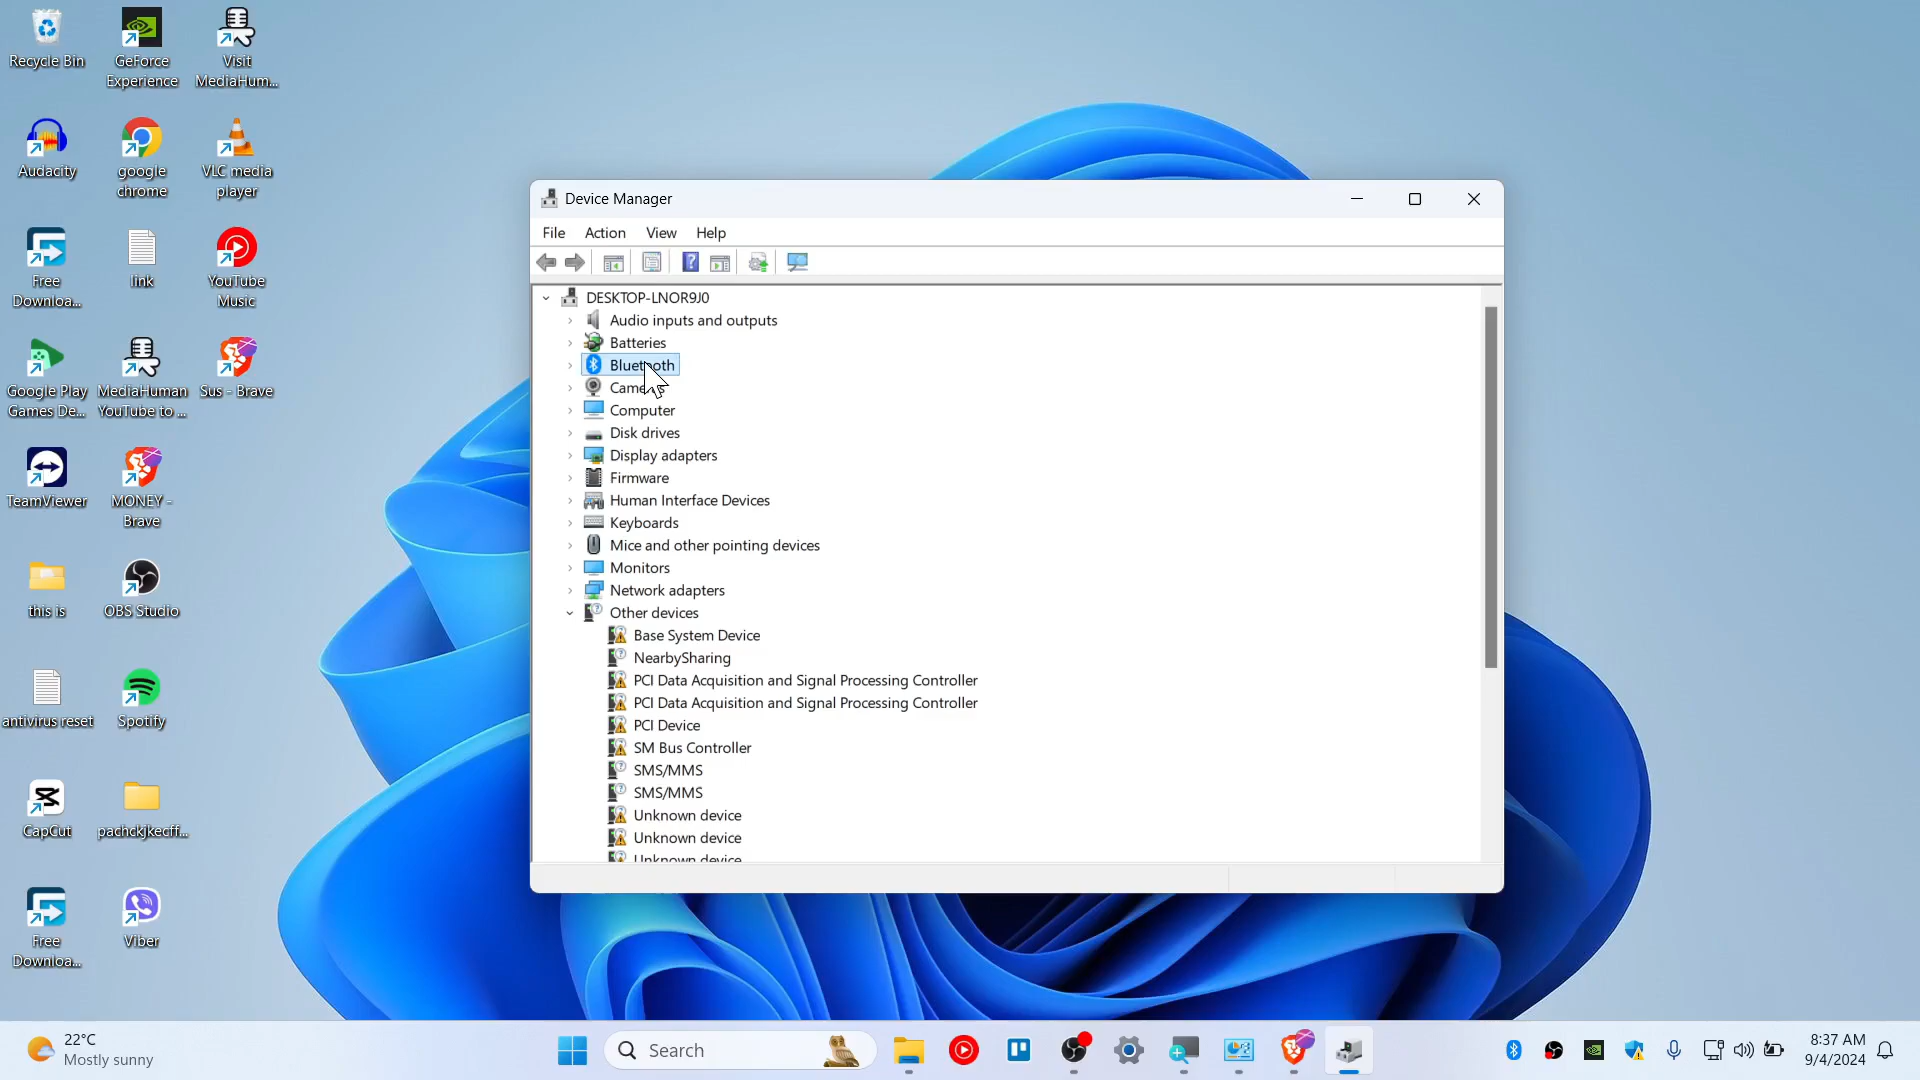 Recycle Bin
GeForce
Experience
Visit
MediaHum...
Audacity
google
chrome
VLC media
player
Free
Downloa...
link
YouTube
Music
Google Play
Games De...
MediaHuman
YouTube to ...
Sus - Brave
TeamViewer
MONEY -
Brave
this is
OBS Studio
antivirus reset
Spotify
CapCut
pachckjkecff...
Free
Downloa...
Viber
Device Manager
File Action View Help
DESKTOP-LNOR9J0
Audio inputs and outputs
Batteries
Bluetooth
Cameras
Computer
Disk drives
Display adapters
Firmware
Human Interface Devices
Keyboards
Mice and other pointing devices
Monitors
Network adapters
Other devices
Base System Device
NearbySharing
PCI Data Acquisition and Signal Processing Controller
PCI Data Acquisition and Signal Processing Controller
PCI Device
SM Bus Controller
SMS/MMS
SMS/MMS
Unknown device
Unknown device
Unknown device
22°C
Mostly sunny
Search
8:37 AM
9/4/2024